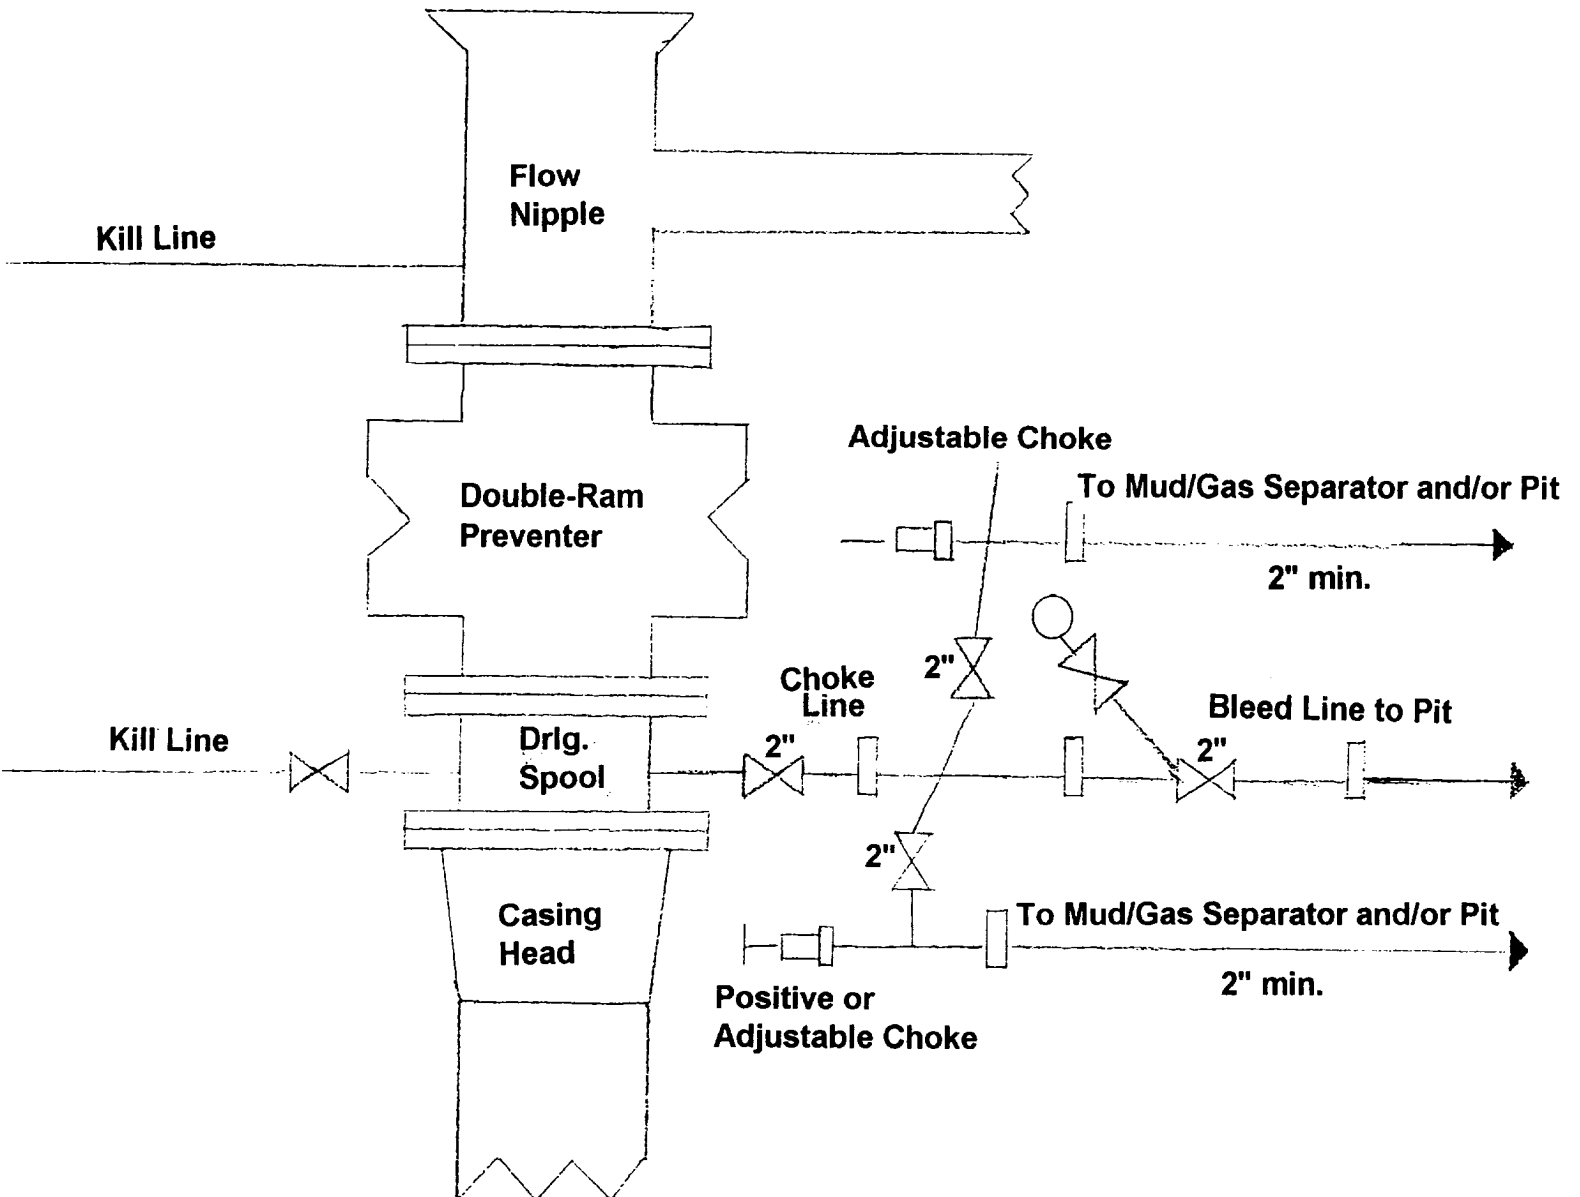 Flow
Nipple
Kill Line
Adjustable Choke
To Mud/Gas Separator and/or Pit
Double-Ram
Preventer
2" min.
2"
Choke
Line
Bleed Line to Pit
Kill Line
Drlg.
Spool
2"
2"
2"
Casing
Head
To Mud/Gas Separator and/or Pit
2" min.
Positive or
Adjustable Choke